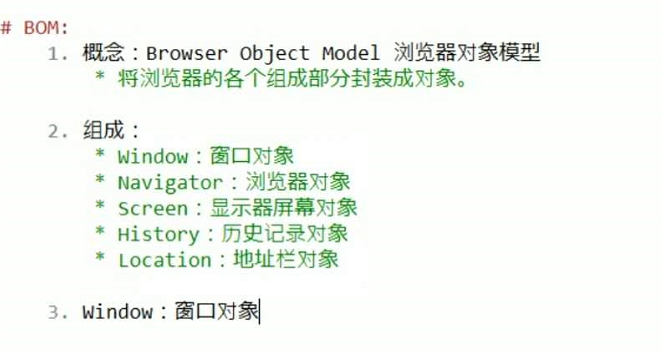 # BOM:
1. 概念：Browser Object Model 浏览器对象模型
* 将浏览器的各个组成部分封装成对象。
2. 组成：
* Window：窗口对象
* Navigator：浏览器对象
* Screen：显示器屏幕对象
* History：历史记录对象
* Location：地址栏对象
3. Window：窗口对象